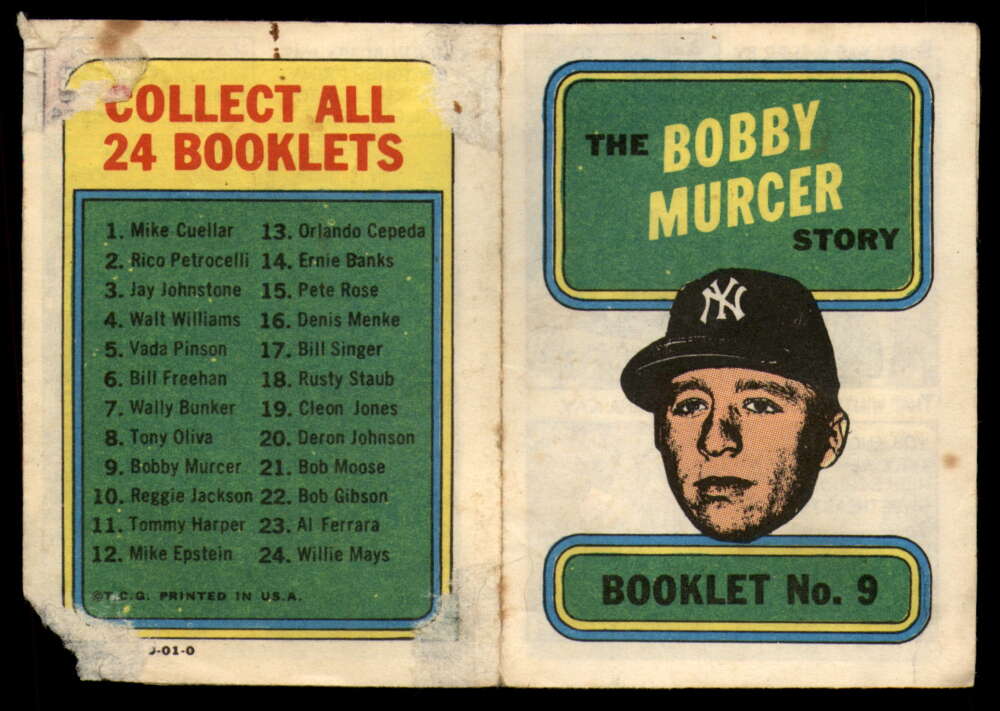 COLLECT ALL
24 BOOKLETS
1. Mike Cuellar
2. Rico Petrocelli
3. Jay Johnstone
4. Walt Williams
5. Vada Pinson
6. Bill Freehan
7. Wally Bunker
8. Tony Oliva
9. Bobby Murcer
10. Reggie Jackson
11. Tommy Harper
12. Mike Epstein
13. Orlando Cepeda
14. Ernie Banks
15. Pete Rose
16. Denis Menke
17. Bill Singer
18. Rusty Staub
19. Cleon Jones
20. Deron Johnson
21. Bob Moose
22. Bob Gibson
23. Al Ferrara
24. Willie Mays
©T.C.G. PRINTED IN U.S.A.
-01-0
THE BOBBY
MURCER
STORY
NY
BOOKLET No. 9